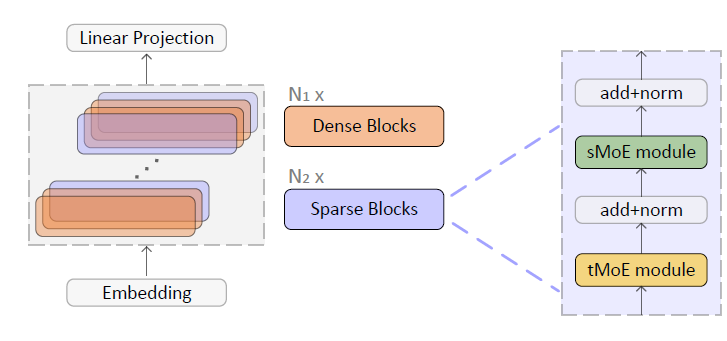 Linear Projection
N1 x
Dense Blocks
N2 x
Sparse Blocks
Embedding
add+norm
sMoE module
add+norm
tMoE module